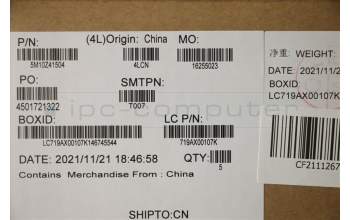 P/N:
(4L)Origin: China
MO:
5M10Z41504
4LCN
16255023
PO:
SMTPN:
4501721322
T007
BOXID:
LC P/N:
LC719AX00107K146745544
719AX00107K
DATE: 2021/11/21 18:46:58
QTY:
5
Contains Merchandise From : China
SHIPTO:CN
净重: WEIGHT:
DATE 2021/11/2
BOXID:
LC719AX00107K
CF2111267
ipc-computer